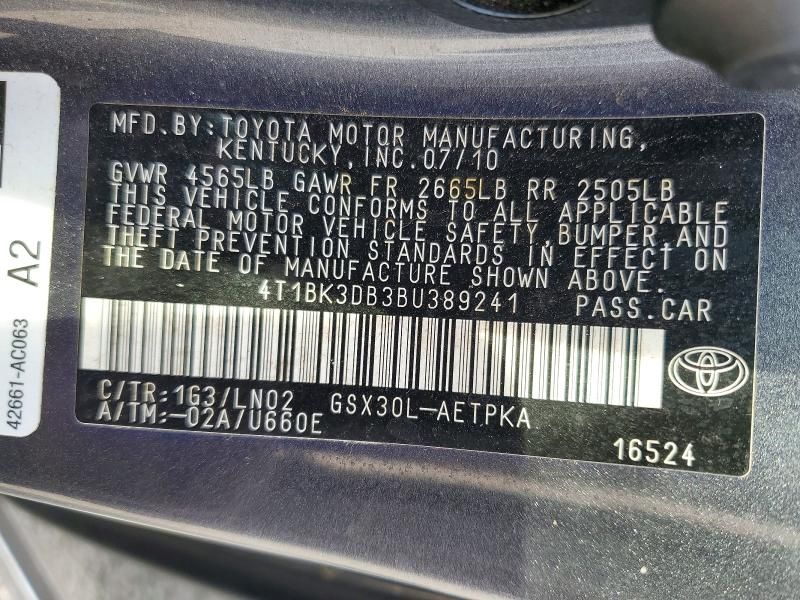 MFD.BY:TOYOTA MOTOR MANUFACTURING,
KENTUCKY,INC.07/10
GVWR 4565LB GAWR FR 2665LB RR 2505LB
THIS VEHICLE CONFORMS TO ALL APPLICABLE
FEDERAL MOTOR VEHICLE SAFETY,BUMPER,AND
THEFT PREVENTION STANDARDS IN EFFECT ON
THE DATE OF MANUFACTURE SHOWN ABOVE.
4T1BK3DB3BU389241 PASS.CAR
C/TR:1G3/LN02 GSX30L-AETPKA
A/TM:-02A/U660E
16524
42661-AC063
A2